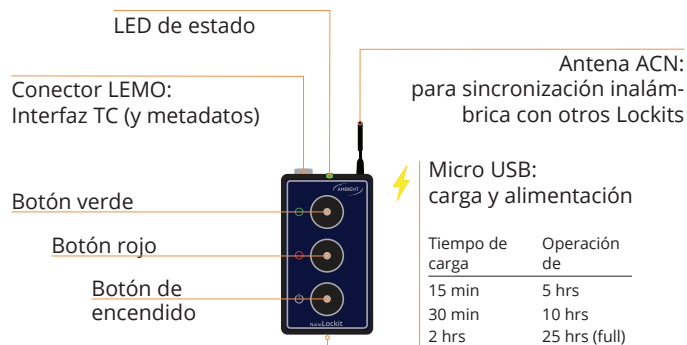 LED de estado
Antena ACN:
para sincronización inalám-
brica con otros Lockits
Conector LEMO:
Interfaz TC (y metadatos)
AMBIENT
Micro USB:
carga y alimentación
Botón verde
Botón rojo
Botón de
encendido
NanoLockit
Tiempo de Operación
carga de
15 min 5 hrs
30 min 10 hrs
2 hrs 25 hrs (full)